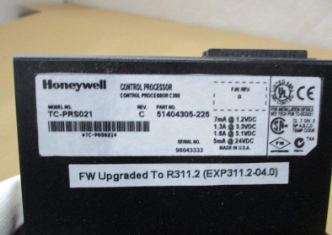 Honeywell
CONTROL PROCESSOR
CONTROL PROCESSOR C200
F/W REV.
MODEL NO.
REV.
PART NO.
TC-PRS021
C
51404305-225
7mA @ 1.2VDC
1.3A @ 3.3VDC
1.6A @ 5.1VDC
5mA @ 24VDC
MADE IN U.S.A.
SERIAL NO.
FW Upgraded To R311.2 (EXP311.2-04.0)